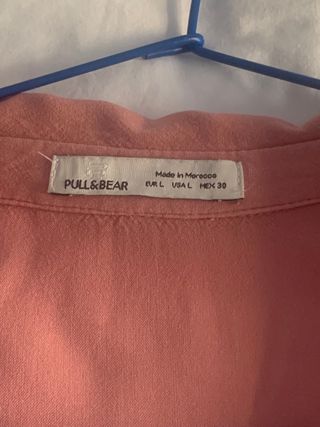 Made in Morocco
PULL&BEAR
EUR L USA L MEX 30